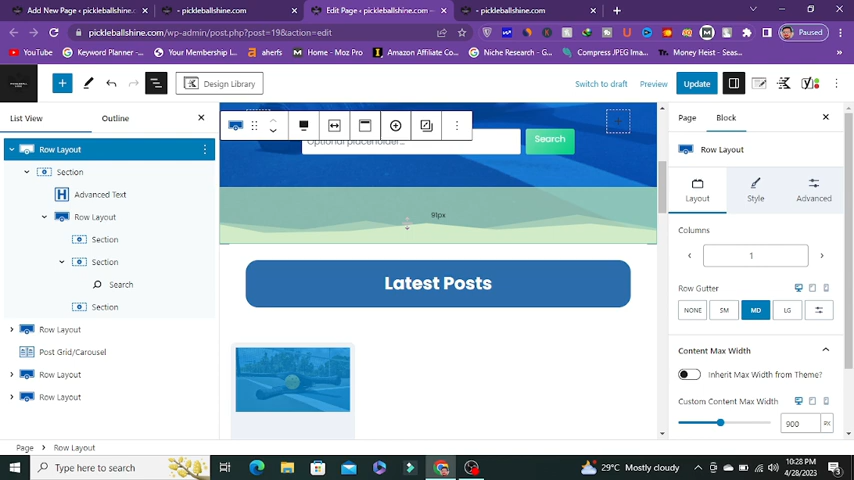 Add New Page ‹ pickleballshine.c
- pickleballshine.com
Edit Page ‹ pickleballshine.com
- pickleballshine.com
pickleballshine.com/wp-admin/post.php?post=19&action=edit
Paused
YouTube
Keyword Planner -...
Your Membership I...
aherfs
Home - Moz Pro
Amazon Affiliate Co...
Niche Research - G...
Compress JPEG Ima...
Money Heist - Seas...
Design Library
Switch to draft
Preview
Update
List View
Outline
Page
Block
Row Layout
Section
Advanced Text
Row Layout
Section
Section
Search
Section
Row Layout
Post Grid/Carousel
Row Layout
Row Layout
Optional placeholder...
Search
91px
Latest Posts
Row Layout
Layout
Style
Advanced
Columns
1
Row Gutter
NONE
SM
MD
LG
Content Max Width
Inherit Max Width from Theme?
Custom Content Max Width
900
PX
Page
Row Layout
Type here to search
29°C Mostly cloudy
10:28 PM
4/28/2023
3